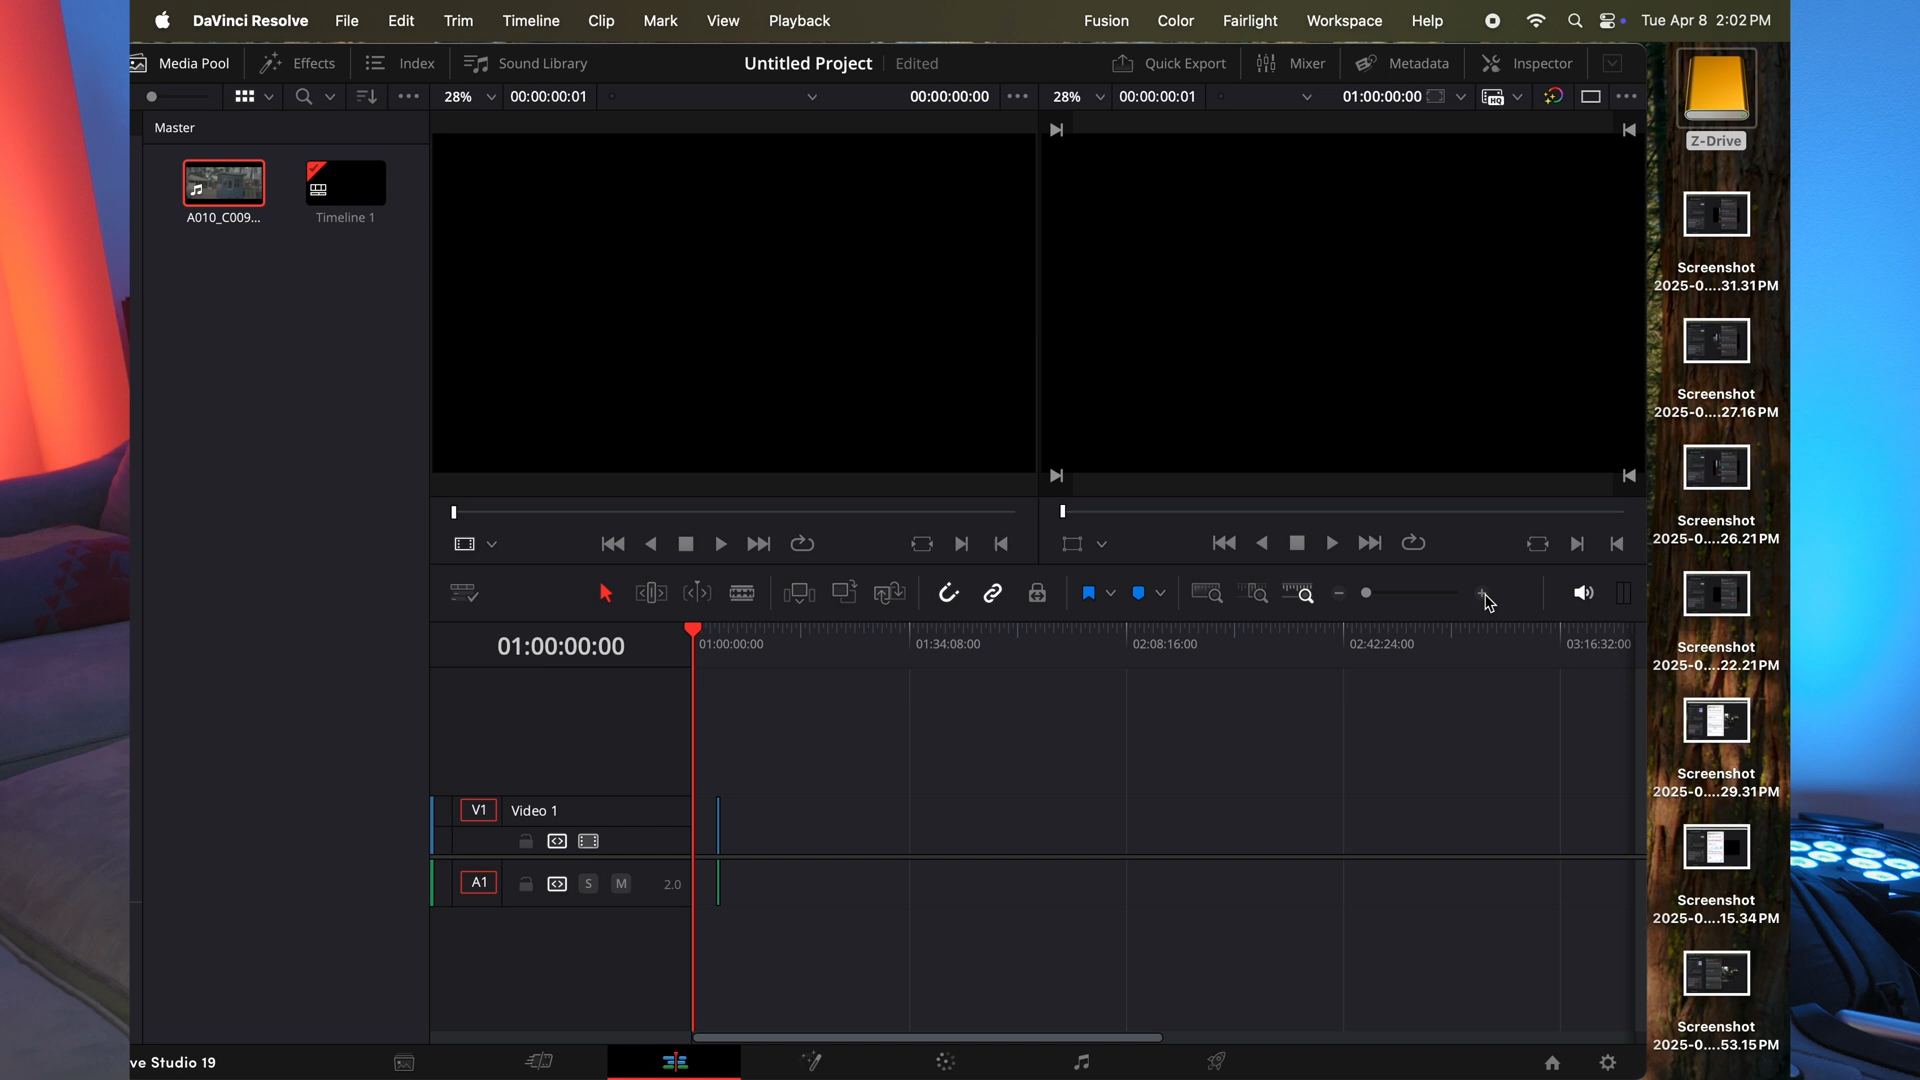 DaVinci Resolve File Edit Trim Timeline Clip Mark View Playback Fusion Color Fairlight Workspace Help Tue Apr 8 2:02 PM
Media Pool Effects Index Sound Library Untitled Project Edited Quick Export Mixer Metadata Inspector
28% 00:00:00:01 00:00:00:00 28% 00:00:00:01 01:00:00:00 HQ
Master
A010_C009... Timeline 1
Z-Drive
Screenshot
2025-0....31.31 PM
Screenshot
2025-0....27.16 PM
Screenshot
2025-0....26.21 PM
Screenshot
2025-0....22.21 PM
Screenshot
2025-0....29.31 PM
Screenshot
2025-0....15.34 PM
Screenshot
2025-0....53.15 PM
01:00:00:00 01:00:00:00 01:34:08:00 02:08:16:00 02:42:24:00 03:16:32:00
V1 Video 1
A1 S M 2.0
ve Studio 19